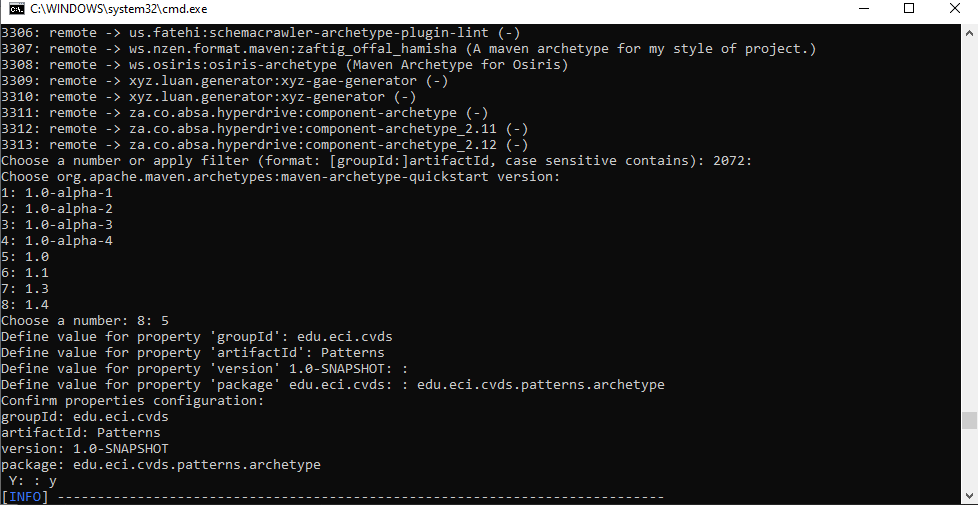 C:\WINDOWS\system32\cmd.exe
3306: remote -> us.fatehi:schemacrawler-archetype-plugin-lint (-)
3307: remote -> ws.nzen.format.maven:zaftig_offal_hamisha (A maven archetype for my style of project.)
3308: remote -> ws.osiris:osiris-archetype (Maven Archetype for Osiris)
3309: remote -> xyz.luan.generator:xyz-gae-generator (-)
3310: remote -> xyz.luan.generator:xyz-generator (-)
3311: remote -> za.co.absa.hyperdrive:component-archetype (-)
3312: remote -> za.co.absa.hyperdrive:component-archetype_2.11 (-)
3313: remote -> za.co.absa.hyperdrive:component-archetype_2.12 (-)
Choose a number or apply filter (format: [groupId:]artifactId, case sensitive contains): 2072:
Choose org.apache.maven.archetypes:maven-archetype-quickstart version:
1: 1.0-alpha-1
2: 1.0-alpha-2
3: 1.0-alpha-3
4: 1.0-alpha-4
5: 1.0
6: 1.1
7: 1.3
8: 1.4
Choose a number: 8: 5
Define value for property 'groupId': edu.eci.cvds
Define value for property 'artifactId': Patterns
Define value for property 'version' 1.0-SNAPSHOT: :
Define value for property 'package' edu.eci.cvds: : edu.eci.cvds.patterns.archetype
Confirm properties configuration:
groupId: edu.eci.cvds
artifactId: Patterns
version: 1.0-SNAPSHOT
package: edu.eci.cvds.patterns.archetype
 Y: : y
[INFO] ----------------------------------------------------------------------------